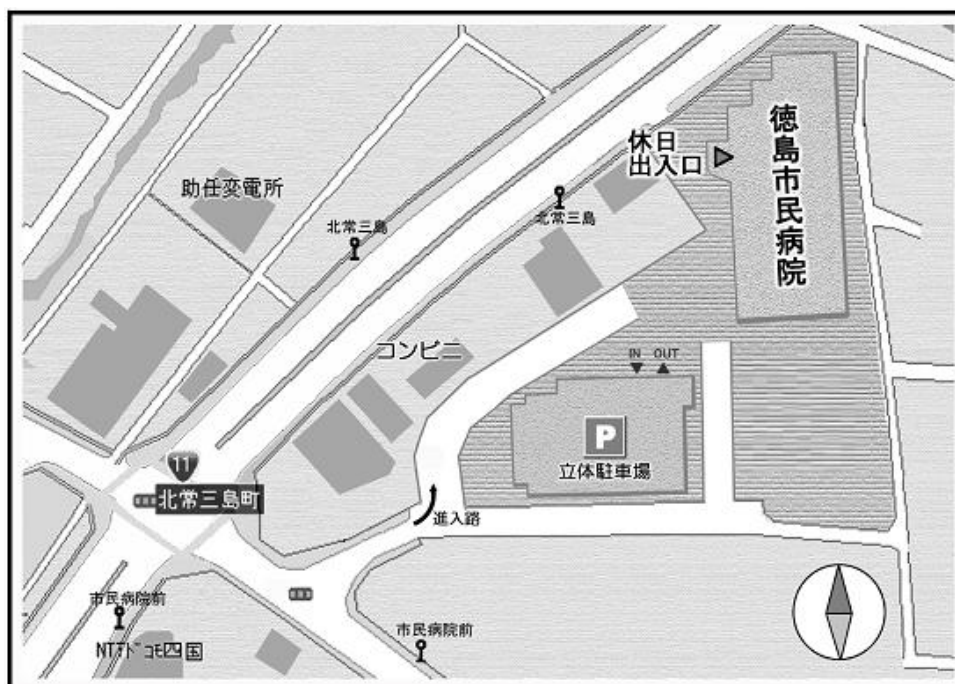 休日
出入口
徳島市民病院
助任変電所
北常三島
北常三島
コンビニ
IN OUT
P
立体駐車場
11
北常三島町
進入路
市民病院前
NTTドコモ四国
市民病院前